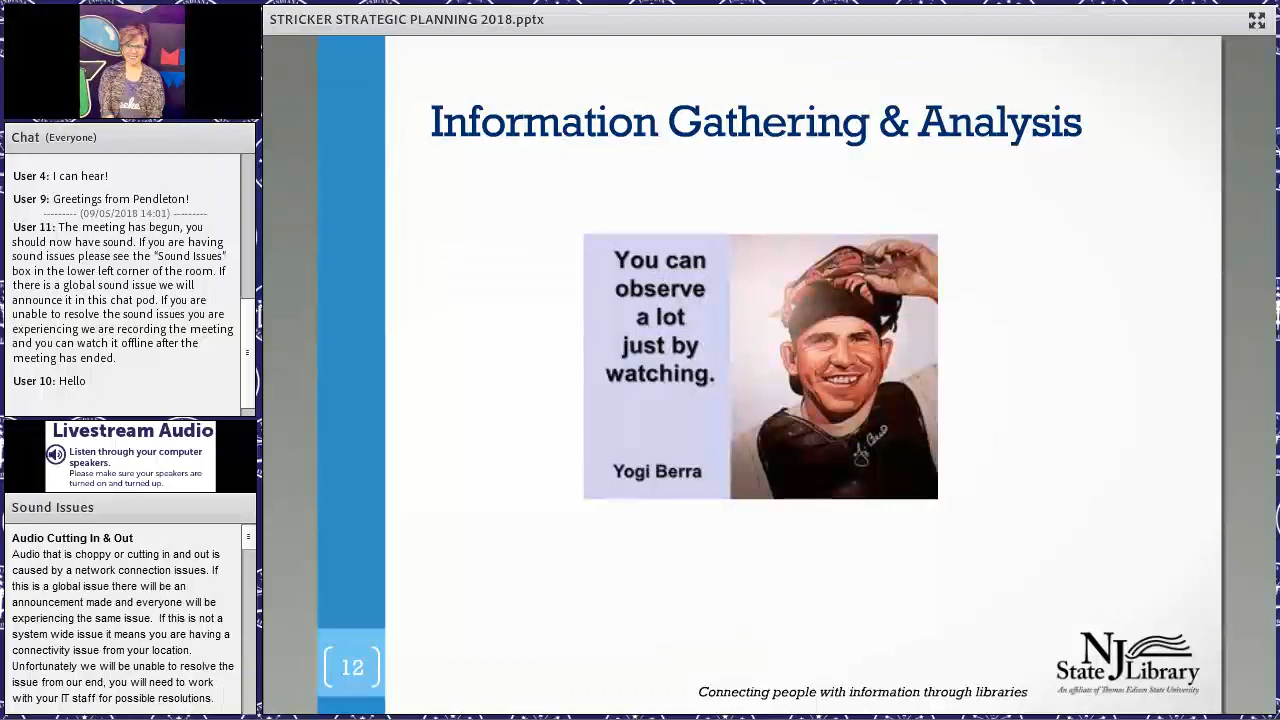 STRICKER STRATEGIC PLANNING 2018.pptx
Chat (Everyone)
User 4: I can hear!
User 9: Greetings from Pendleton!
--------- (09/05/2018 14:01) ---------
User 11: The meeting has begun, you
should now have sound. If you are having
sound issues please see the "Sound Issues"
box in the lower left corner of the room. If
there is a global sound issue we will
announce it in this chat pod. If you are
unable to resolve the sound issues you are
experiencing we are recording the meeting
and you can watch it offline after the
meeting has ended.
User 10: Hello
Livestream Audio
Listen through your computer
speakers.
Please make sure your speakers are
turned on and turned up.
Sound Issues
Audio Cutting In & Out
Audio that is choppy or cutting in and out is
caused by a network connection issues. If
this is a global issue there will be an
announcement made and everyone will be
experiencing the same issue. If this is not a
system wide issue it means you are having a
connectivity issue from your location.
Unfortunately we will be unable to resolve the
issue from our end, you will need to work
with your IT staff for possible resolutions.
Information Gathering & Analysis
You can
observe
a lot
just by
watching.
Yogi Berra
12
Connecting people with information through libraries
NJ
State Library
An affiliate of Thomas Edison State University